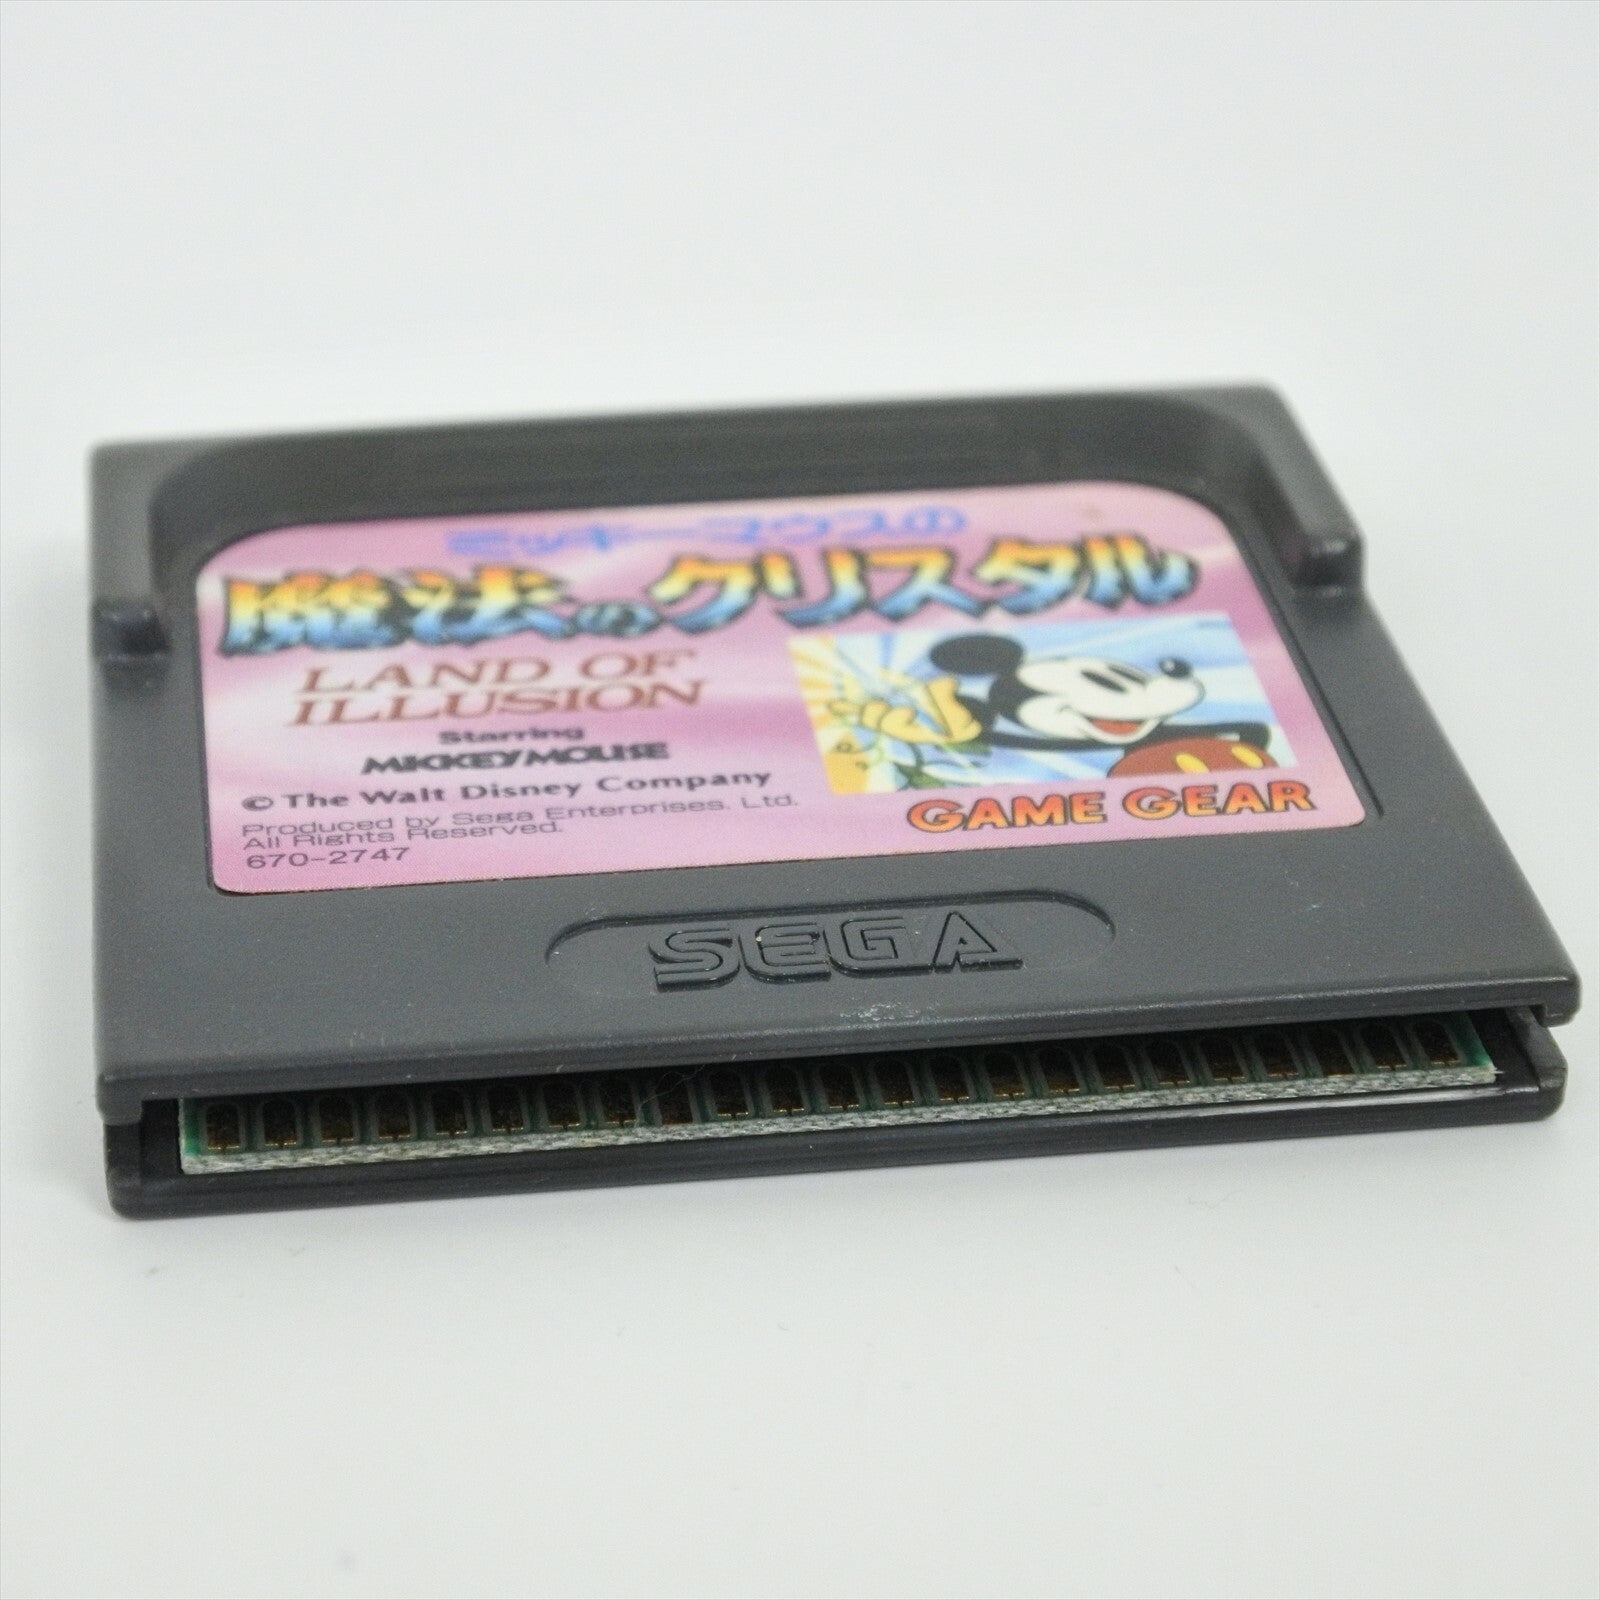 ミッキーマウスの
魔法のクリスタル
LAND OF
ILLUSION
Starring
MICKEY MOUSE
© The Walt Disney Company
Produced by Sega Enterprises. Ltd.
All Rights Reserved.
670-2747
GAME GEAR
SEGA